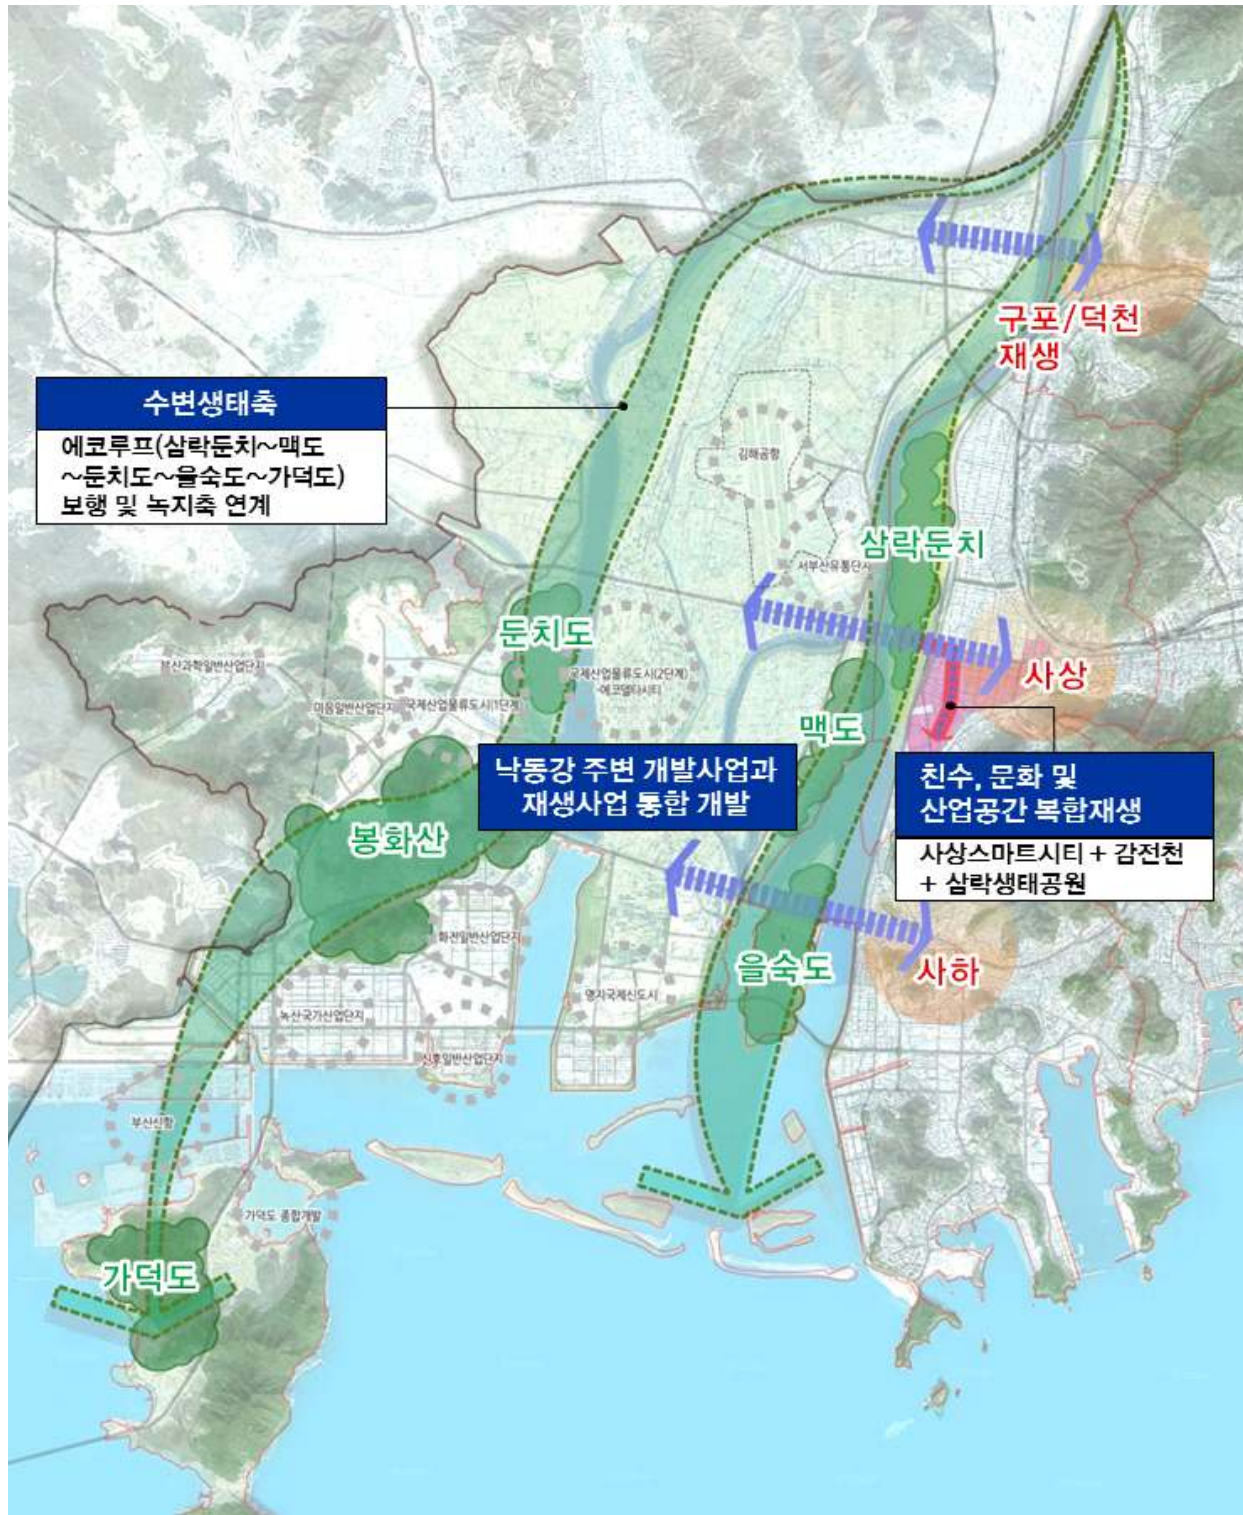 구포/덕천
재생
수변생태축
에코루프(삼락둔치~맥도
~둔치도~을숙도~가덕도)
보행 및 녹지축 연계
김해공항
삼락둔치
서부산유통단지
둔치도
부산과학일반산업단지
미음일반산업단지
국제산업물류도시(1단계)
국제산업물류도시(2단계)
에코델타시티
사상
맥도
낙동강 주변 개발사업과
재생사업 통합 개발
친수, 문화 및
산업공간 복합재생
사상스마트시티 + 감전천
+ 삼락생태공원
봉화산
화전일반산업단지
을숙도
사하
명지국제신도시
녹산국가산업단지
신호일반산업단지
부산신항
가덕도 종합개발
가덕도